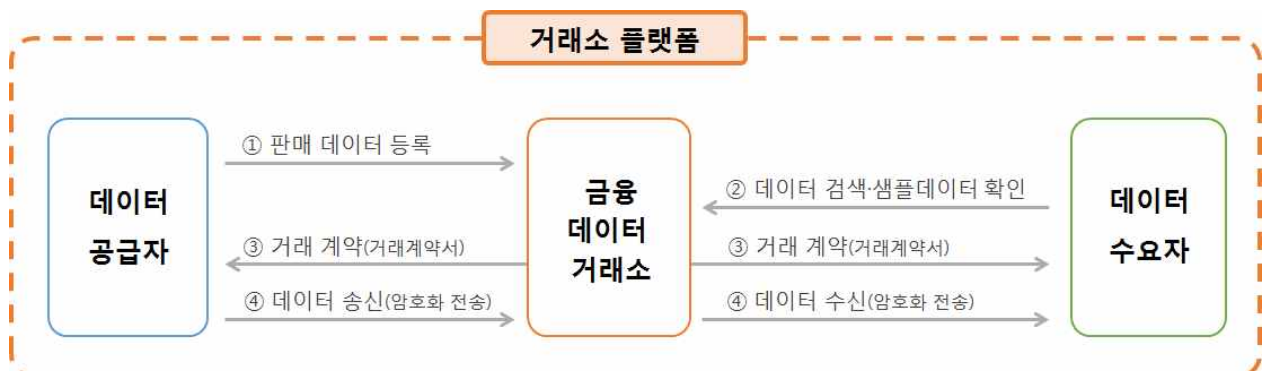 거래소 플랫폼
데이터
공급자
① 판매 데이터 등록
③ 거래 계약(거래계약서)
④ 데이터 송신(암호화 전송)
금융
데이터
거래소
② 데이터 검색·샘플데이터 확인
③ 거래 계약(거래계약서)
④ 데이터 수신(암호화 전송)
데이터
수요자